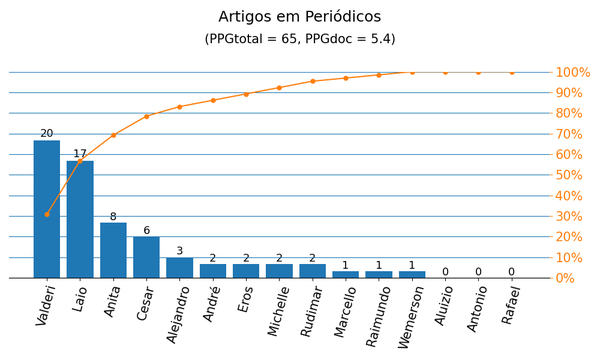 Artigos em Periódicos
(PPGtotal = 65, PPGdoc = 5.4)
100%
90%
80%
70%
60%
50%
40%
30%
20%
10%
0%
20
17
8
6
3
2
2
2
2
1
1
1
0
0
0
Valderi
Laio
Anita
Cesar
Alejandro
André
Eros
Michelle
Rudimar
Marcello
Raimundo
Wemerson
Aluizio
Antonio
Rafael